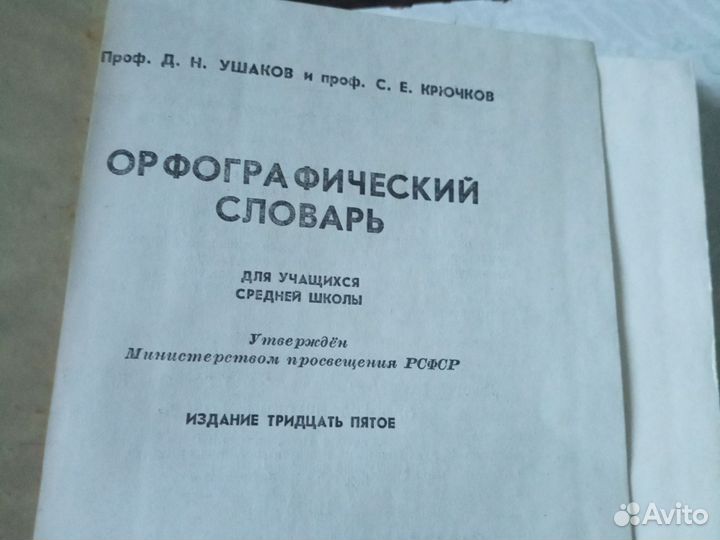 Проф. Д. Н. УШАКОВ и проф. С. Е. КРЮЧКОВ
ОРФОГРАФИЧЕСКИЙ
СЛОВАРЬ
ДЛЯ УЧАЩИХСЯ
СРЕДНЕЙ ШКОЛЫ
Утверждён
Министерством просвещения РСФСР
ИЗДАНИЕ ТРИДЦАТЬ ПЯТОЕ
Avito